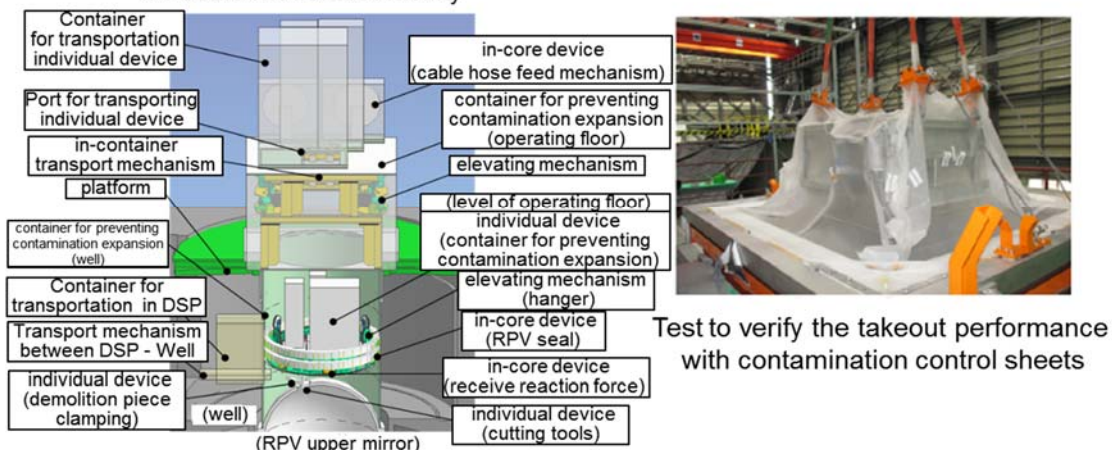 Container
for transportation
individual device
Port for transporting
individual device
in-container
transport mechanism
platform
container for preventing
contamination expansion
(well)
Container for
transportation in DSP
Transport mechanism
between DSP - Well
individual device
(demolition piece
clamping)
(well)
(RPV upper mirror)
in-core device
(cable hose feed mechanism)
container for preventing
contamination expansion
(operating floor)
elevating mechanism
(level of operating floor)
individual device
(container for preventing
contamination expansion)
elevating mechanism
(hanger)
in-core device
(RPV seal)
in-core device
(receive reaction force)
individual device
(cutting tools)
Test to verify the takeout performance
with contamination control sheets